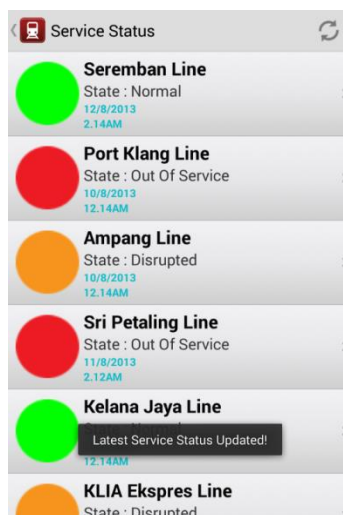 Service Status
Seremban Line
State : Normal
12/8/2013
2.14AM
Port Klang Line
State : Out Of Service
10/8/2013
12.14AM
Ampang Line
State : Disrupted
10/8/2013
12.14AM
Sri Petaling Line
State : Out Of Service
11/8/2013
2.12AM
Kelana Jaya Line
Latest Service Status Updated!
12.14AM
KLIA Ekspres Line
State : Disrupted